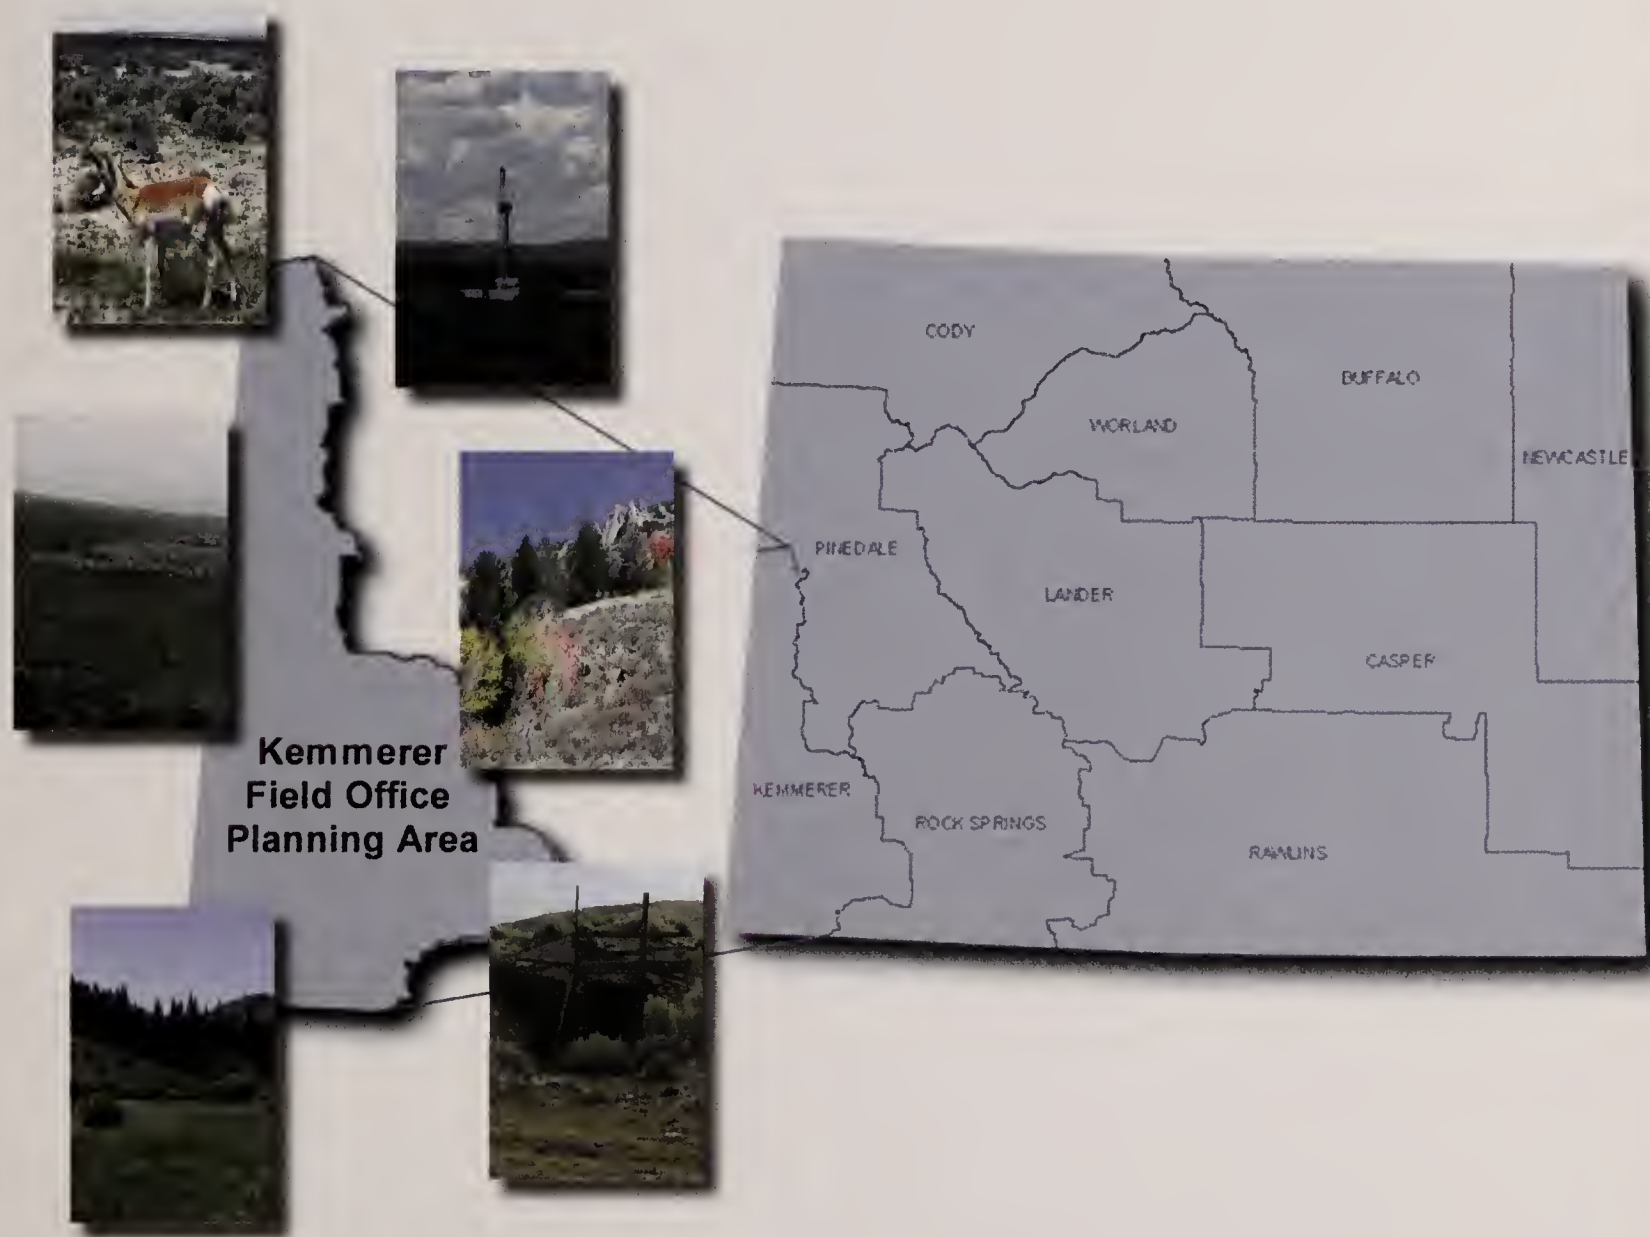 CODY
BUFFALO
WORLAND
NEWCASTLE
PINEDALE
LANDER
CASPER
Kemmerer
Field Office
Planning Area
KEMMERER
ROCK SPRINGS
RAWLINS